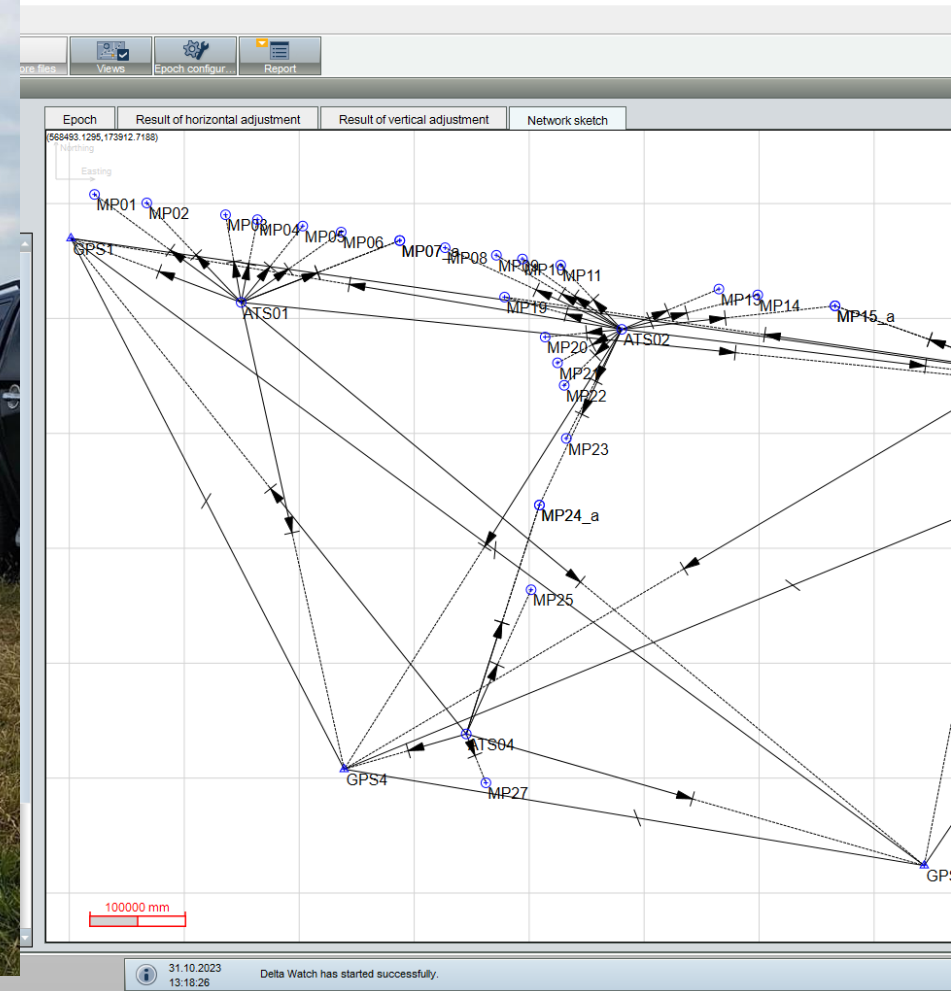 ore files
Views
Epoch configur...
Report
Epoch
Result of horizontal adjustment
Result of vertical adjustment
Network sketch
(568493.1295,173912.7188)
Northing
Easting
MP01
MP02
MP04
MP05
MP06
MP07_a
MP08
MP10
MP11
GPS1
ATS01
MP19
MP13
MP14
MP15_a
ATS02
MP20
MP22
MP23
MP24_a
MP25
ATS04
GPS4
MP27
GPS
100000 mm
31.10.2023
13:18:26
Delta Watch has started successfully.